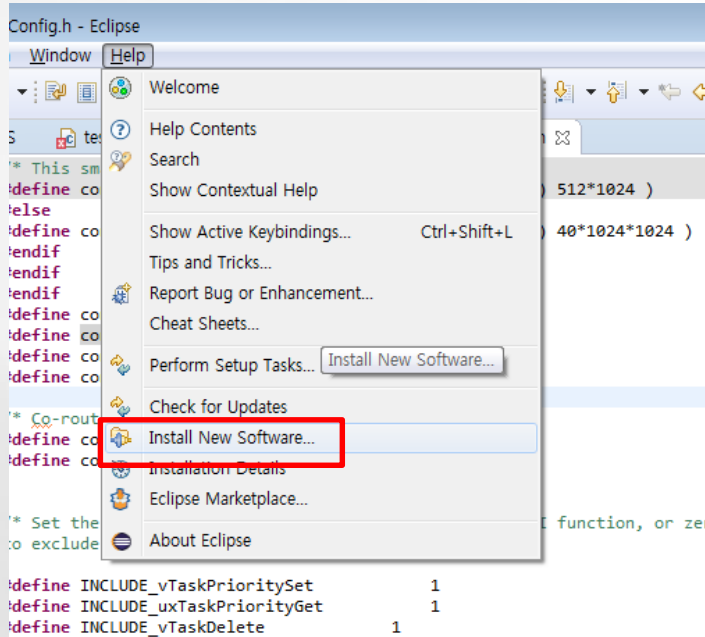 Config.h - Eclipse
Window Help
Welcome
Help Contents
Search
Show Contextual Help
Show Active Keybindings... Ctrl+Shift+L
Tips and Tricks...
Report Bug or Enhancement...
Cheat Sheets...
Perform Setup Tasks... Install New Software...
Check for Updates
Install New Software...
Installation Details
Eclipse Marketplace...
About Eclipse
/* This sm
#define co ) 512*1024 )
#else
#define co ) 40*1024*1024 )
#endif
#endif
#endif
#define co
#define co
#define co
#define co
/* Co-rout
#define co
#define co
/* Set the function, or zer
to exclude
#define INCLUDE_vTaskPrioritySet 1
#define INCLUDE_uxTaskPriorityGet 1
#define INCLUDE_vTaskDelete 1